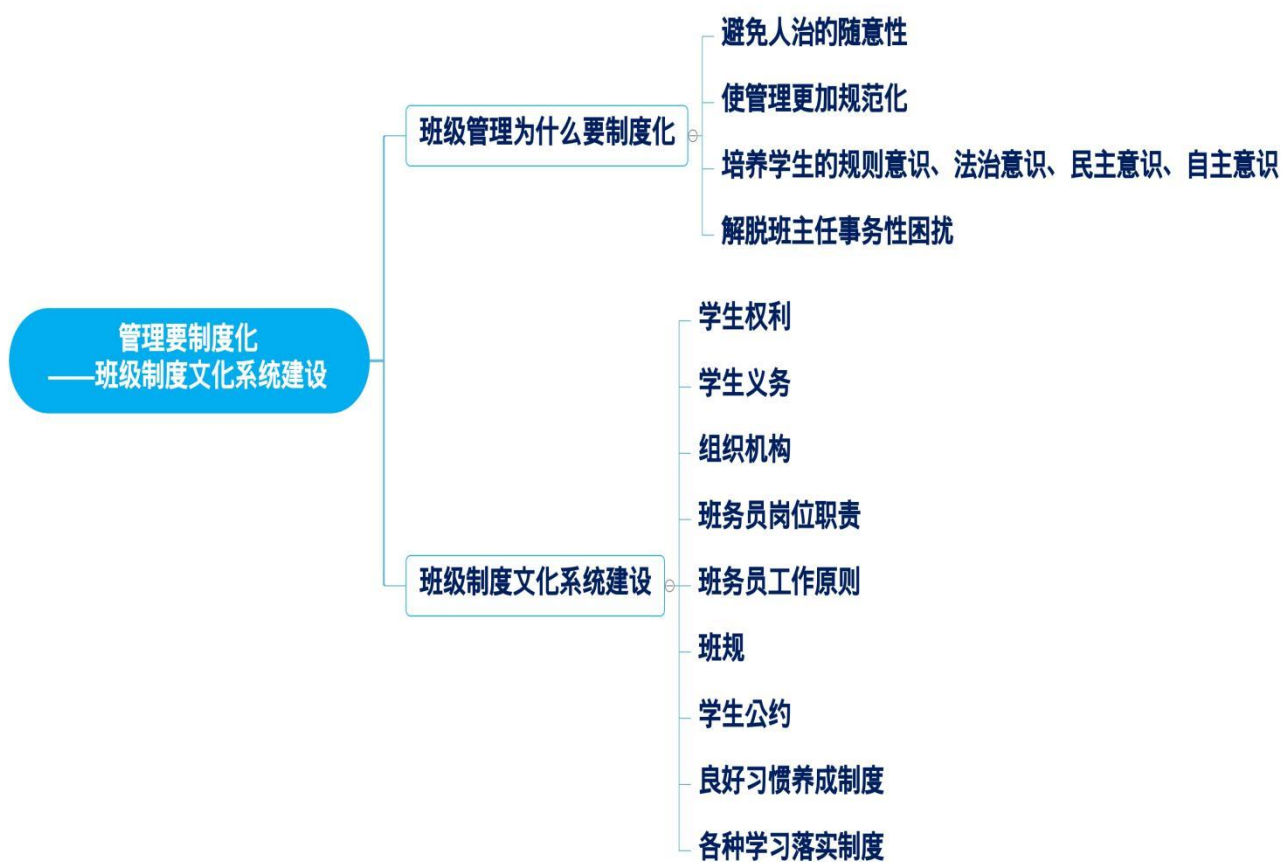 管理要制度化
——班级制度文化系统建设
班级管理为什么要制度化
避免人治的随意性
使管理更加规范化
培养学生的规则意识、法治意识、民主意识、自主意识
解脱班主任事务性困扰
班级制度文化系统建设
学生权利
学生义务
组织机构
班务员岗位职责
班务员工作原则
班规
学生公约
良好习惯养成制度
各种学习落实制度